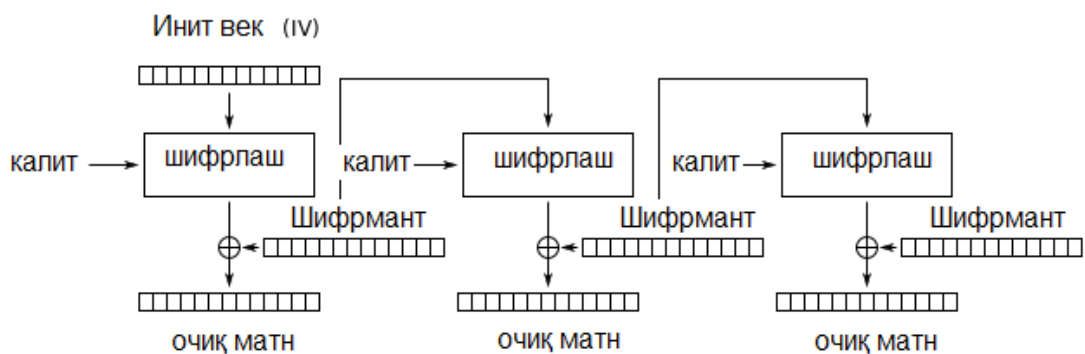 Инит век (IV)
калит шифрлаш калит шифрлаш калит шифрлаш
Шифрмант Шифрмант Шифрмант
очиқ матн очиқ матн очиқ матн